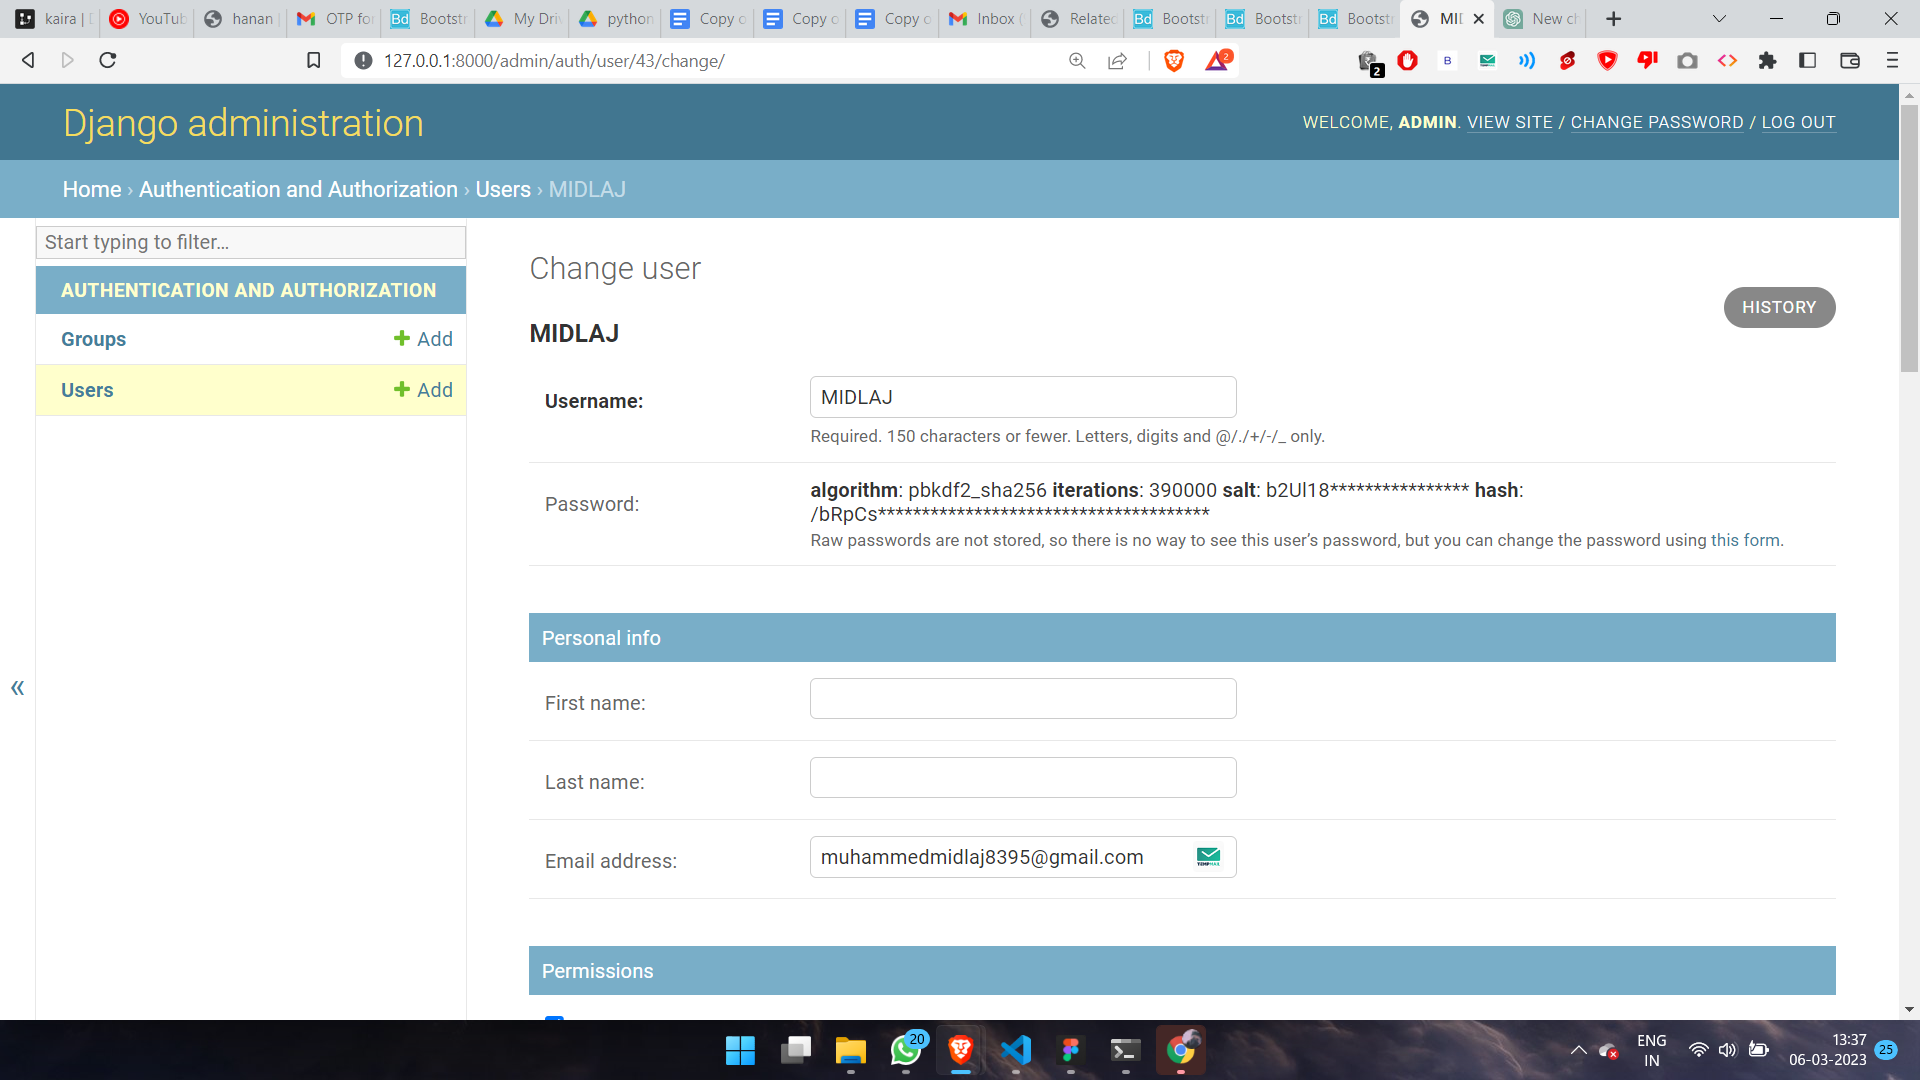 kaira | D
YouTub
hanan
OTP for
Bootstr
My Driv
python
Copy o
Copy o
Copy o
Inbox (
Related
Bootstr
Bootstr
Bootstr
MID
New ch
127.0.0.1:8000/admin/auth/user/43/change/
2
2
Django administration
WELCOME, ADMIN. VIEW SITE / CHANGE PASSWORD / LOG OUT
Home › Authentication and Authorization › Users › MIDLAJ
Start typing to filter…
AUTHENTICATION AND AUTHORIZATION
Groups
Add
Users
Add
«
Change user
HISTORY
MIDLAJ
Username:
MIDLAJ
Required. 150 characters or fewer. Letters, digits and @/./+/-/_ only.
Password:
algorithm: pbkdf2_sha256 iterations: 390000 salt: b2Ul18**************** hash:
/bRpCs**************************************
Raw passwords are not stored, so there is no way to see this user’s password, but you can change the password using this form.
Personal info
First name:
Last name:
Email address:
muhammedmidlaj8395@gmail.com
Permissions
20
ENG
IN
13:37
06-03-2023
25